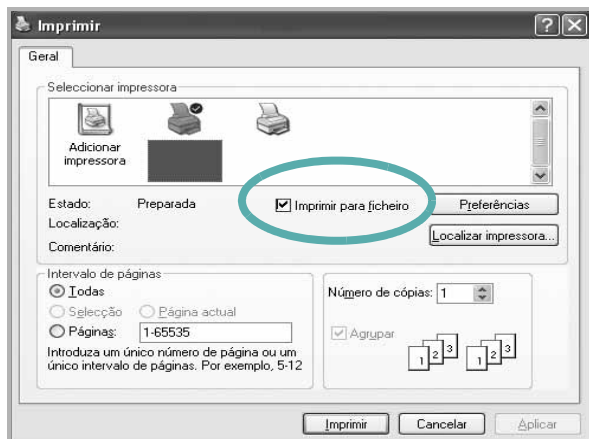 Imprimir
Geral
Seleccionar impressora
Adicionar
impressora
Estado: Preparada
Imprimir para ficheiro
Preferências
Localização:
Localizar impressora...
Comentário:
Intervalo de páginas
Todas
Selecção Página actual
Páginas: 1-65535
Introduza um único número de página ou um
único intervalo de páginas. Por exemplo, 5-12
Número de cópias: 1
Agrupar
1 2 3 1 2 3
Imprimir Cancelar Aplicar